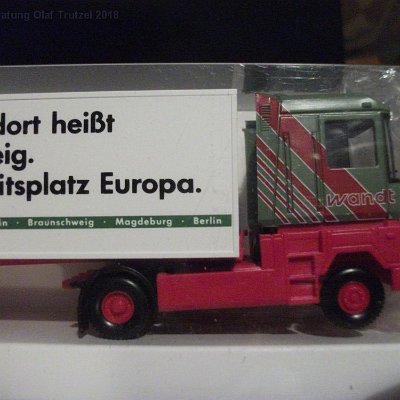 atung Olaf Trutzel 2018
dort heißt
eig.
itsplatz Europa.
in · Braunschweig · Magdeburg · Berlin
wandt